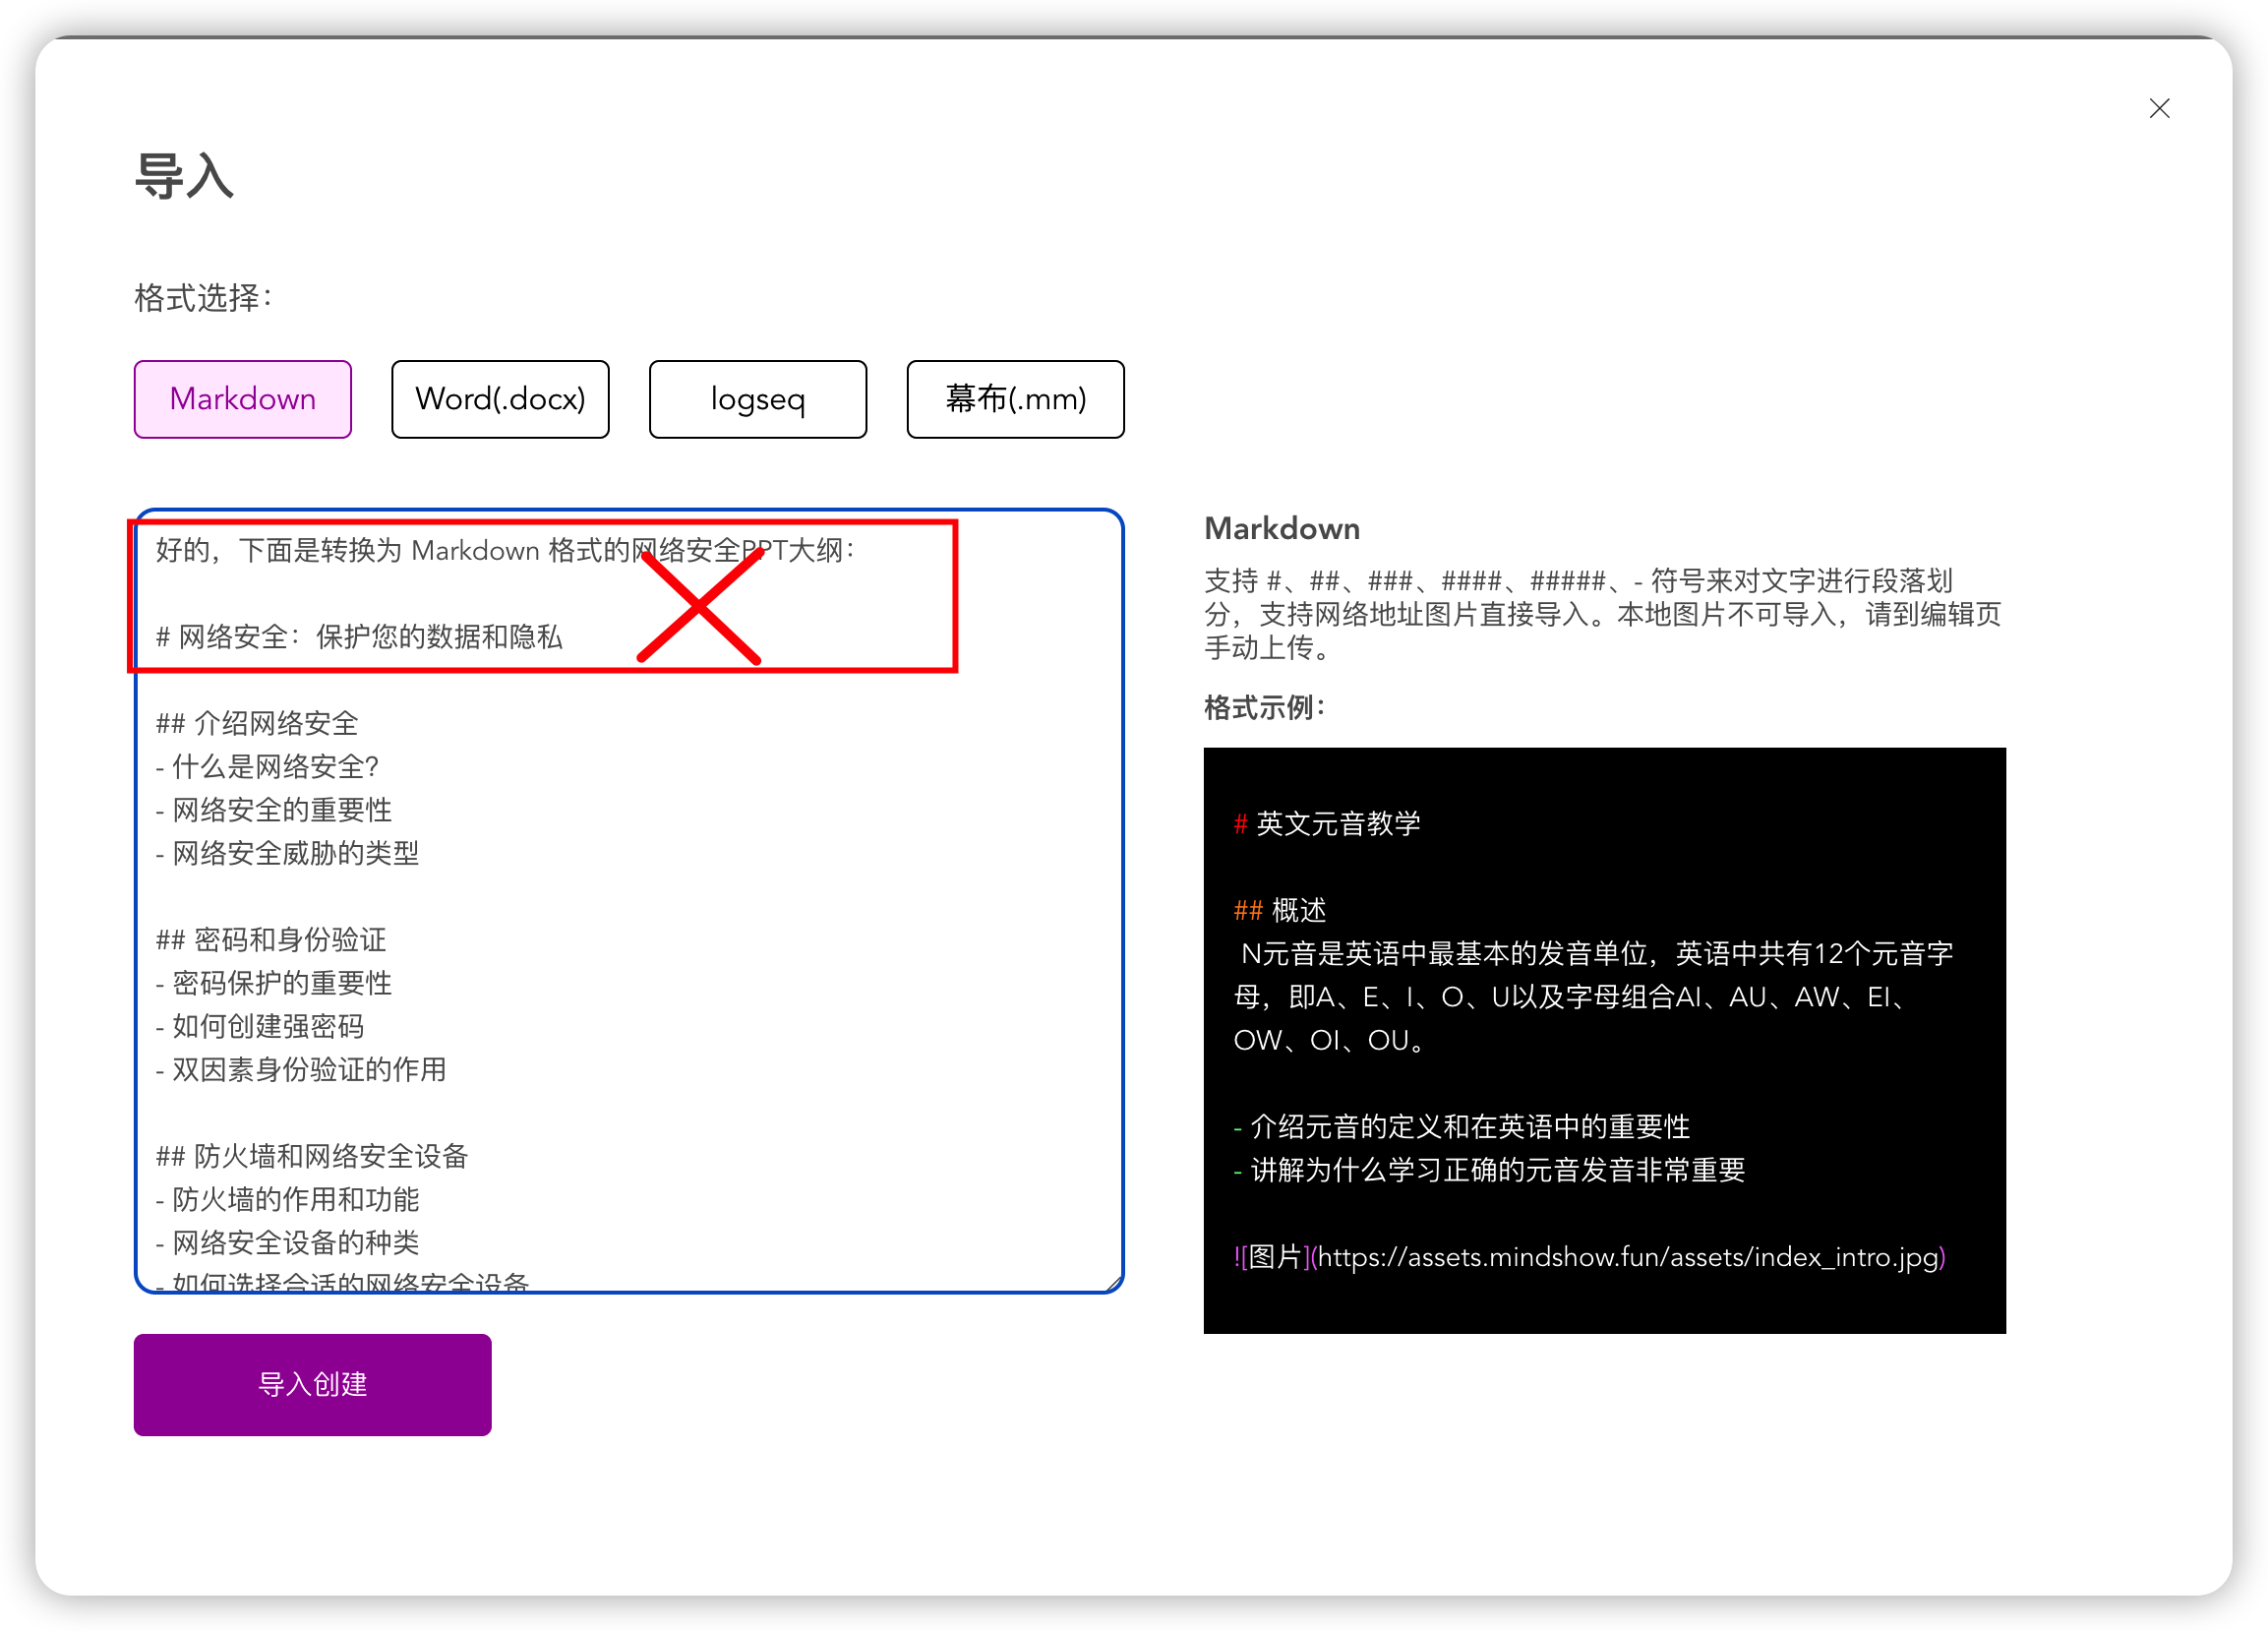 导入
格式选择：
Markdown
Word(.docx)
logseq
幕布(.mm)
好的，下面是转换为 Markdown 格式的网络安全PPT大纲：
# 网络安全：保护您的数据和隐私
## 介绍网络安全
- 什么是网络安全？
- 网络安全的重要性
- 网络安全威胁的类型
## 密码和身份验证
- 密码保护的重要性
- 如何创建强密码
- 双因素身份验证的作用
## 防火墙和网络安全设备
- 防火墙的作用和功能
- 网络安全设备的种类
- 如何选择合适的网络安全设备
导入创建
Markdown
支持 #、##、###、####、#####、- 符号来对文字进行段落划
分，支持网络地址图片直接导入。本地图片不可导入，请到编辑页
手动上传。
格式示例：
# 英文元音教学
## 概述
N元音是英语中最基本的发音单位，英语中共有12个元音字
母，即A、E、I、O、U以及字母组合AI、AU、AW、EI、
OW、OI、OU。
- 介绍元音的定义和在英语中的重要性
- 讲解为什么学习正确的元音发音非常重要
![图片](https://assets.mindshow.fun/assets/index_intro.jpg)